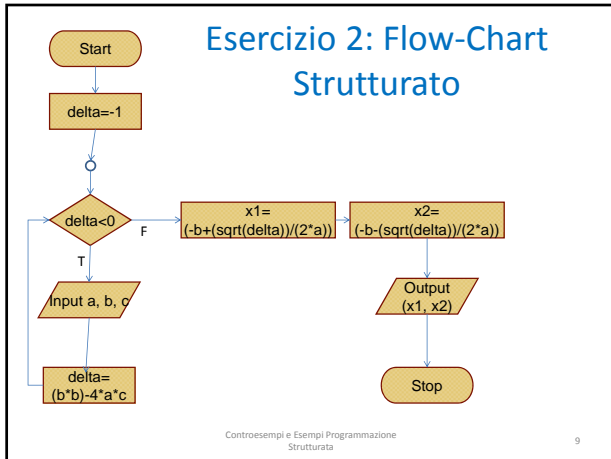 Esercizio 2: Flow-Chart
Strutturato
Start
delta=-1
delta<0
F
T
x1=
(-b+(sqrt(delta))/(2*a))
x2=
(-b-(sqrt(delta))/(2*a))
Input a, b, c
Output
(x1, x2)
delta=
(b*b)-4*a*c
Stop
Controesempi e Esempi Programmazione
Strutturata
9